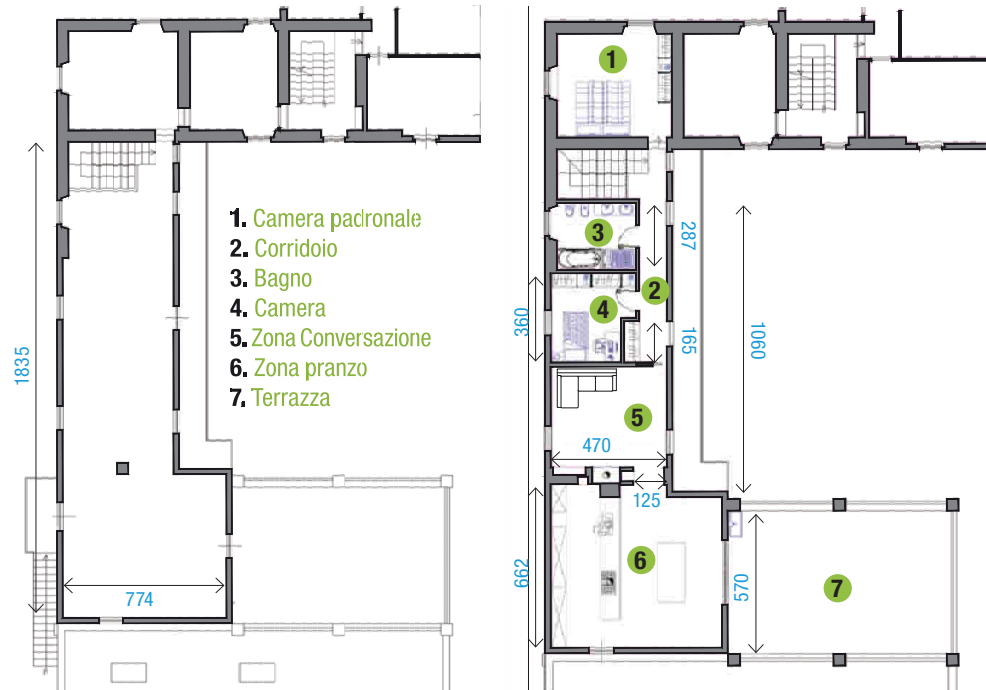 1835
774
1. Camera padronale
2. Corridoio
3. Bagno
4. Camera
5. Zona Conversazione
6. Zona pranzo
7. Terrazza
1
3
287
2
4
360
165
1060
5
470
125
6
662
570
7